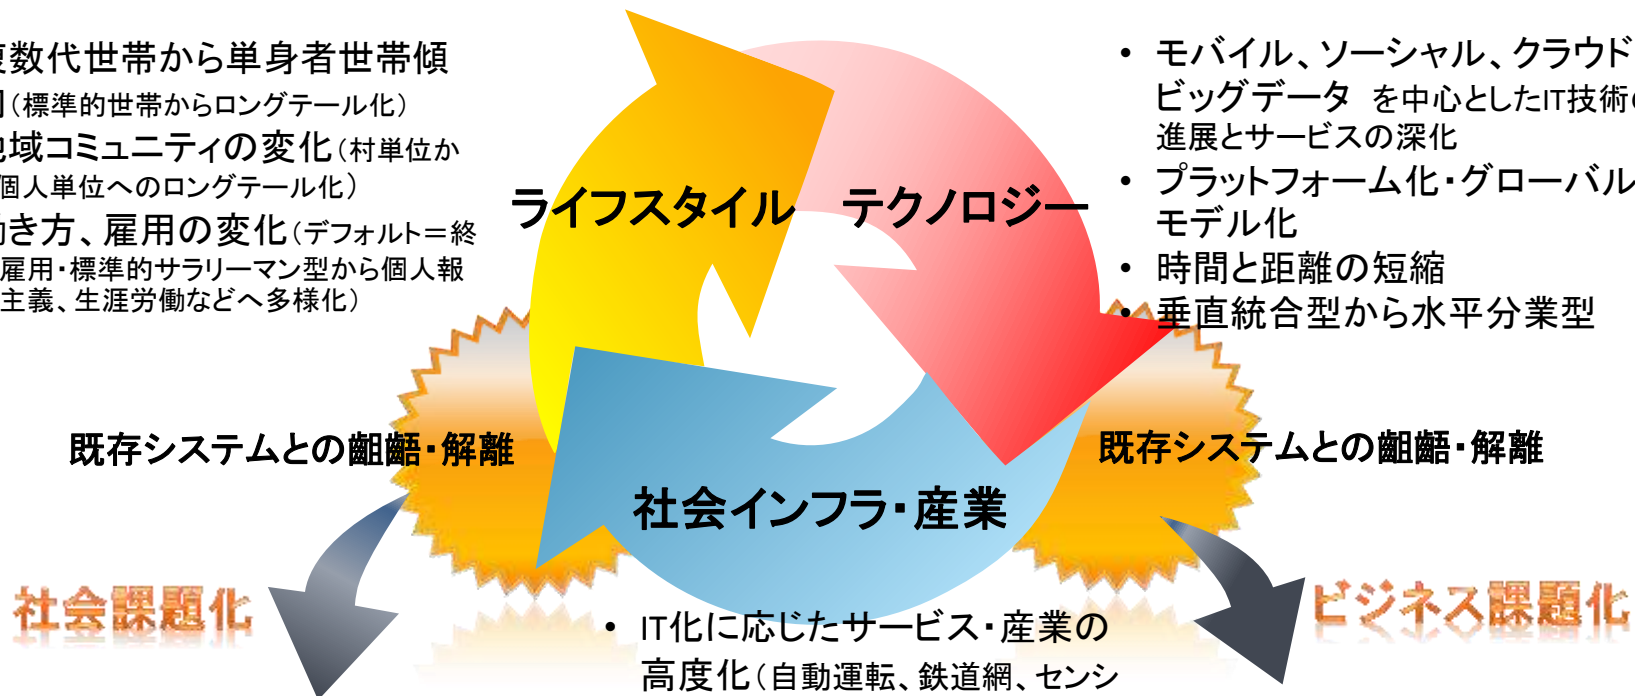 複数代世帯から単身者世帯傾
(標準的世帯からロングテール化)
地域コミュニティの変化(村単位か
個人単位へのロングテール化)
働き方、雇用の変化(デフォルト=終
雇用・標準的サラリーマン型から個人報
主義、生涯労働などへ多様化)
ライフスタイル
テクノロジー
• モバイル、ソーシャル、クラウド
ビッグデータ を中心としたIT技術の
進展とサービスの深化
• プラットフォーム化・グローバル
モデル化
• 時間と距離の短縮
• 垂直統合型から水平分業型
既存システムとの齟齬・解離
既存システムとの齟齬・解離
社会インフラ・産業
社会課題化
ビジネス課題化
• IT化に応じたサービス・産業の
高度化(自動運転、鉄道網、センシ